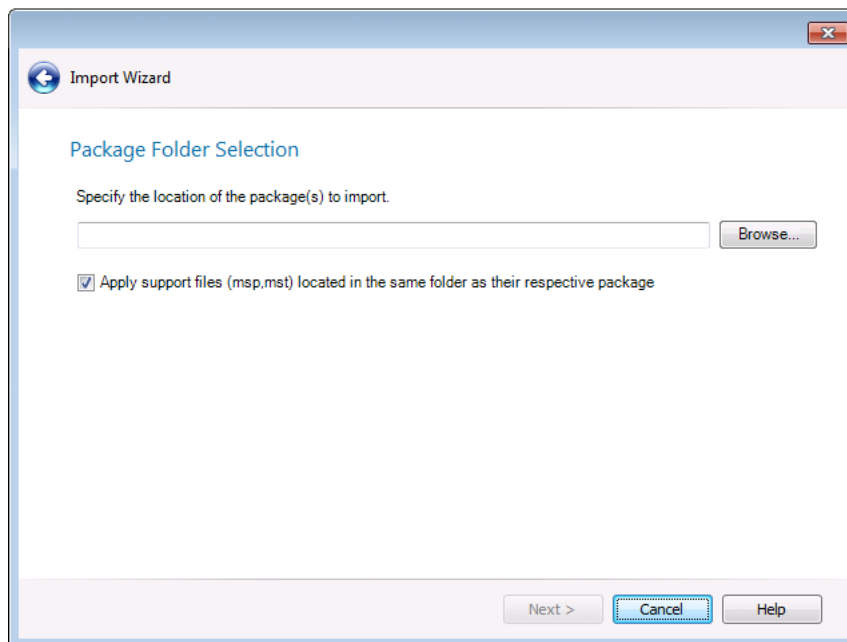 Import Wizard
Package Folder Selection
Specify the location of the package(s) to import.
Browse...
Apply support files (msp,mst) located in the same folder as their respective package
Next > Cancel Help